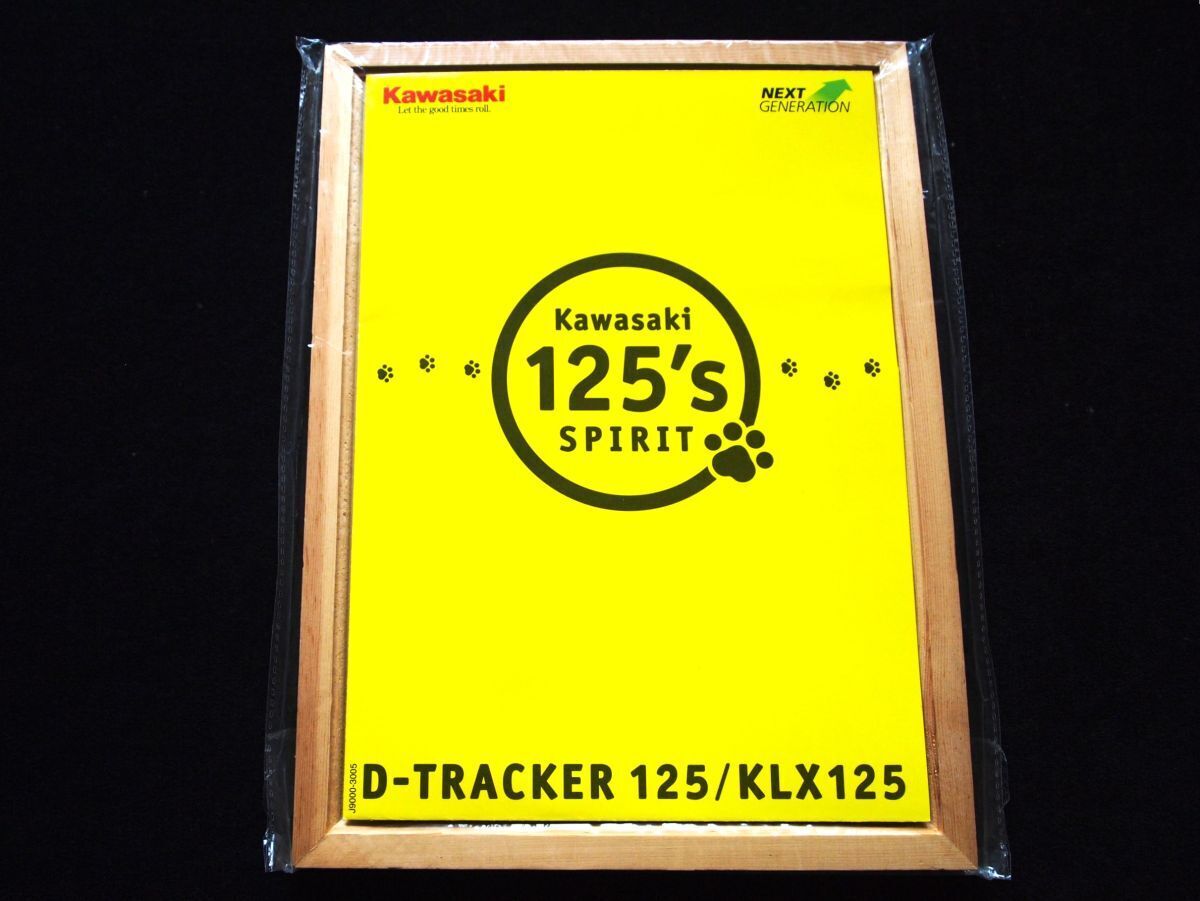 Kawasaki
Let the good times roll.
NEXT
GENERATION
Kawasaki
125's
SPIRIT
J9000-3005
D-TRACKER 125/KLX125